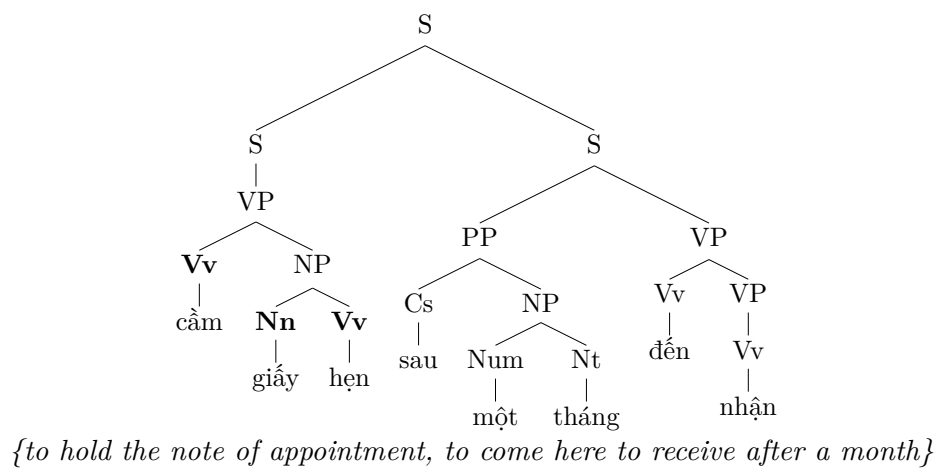 S
S S
VP
PP VP
Vv NP
Cs NP Vv VP
cầm Nn Vv
sau Num Nt đến Vv
giấy hẹn
một tháng nhận
{to hold the note of appointment, to come here to receive after a month}